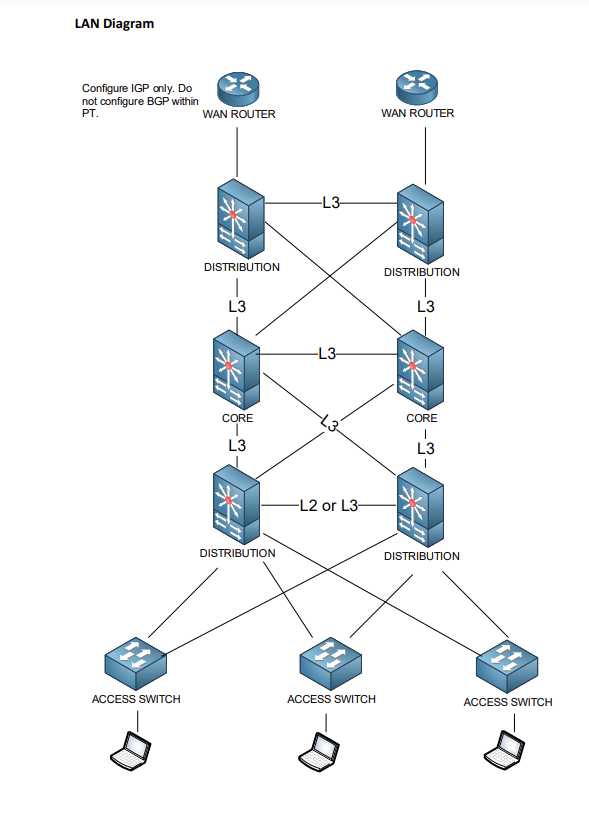 LAN Diagram
Configure IGP only. Do
not configure BGP within
PT.
WAN ROUTER
WAN ROUTER
L3
DISTRIBUTION
DISTRIBUTION
L3
L3
L3
CORE
CORE
L3
L3
L3
L2 or L3
DISTRIBUTION
DISTRIBUTION
ACCESS SWITCH
ACCESS SWITCH
ACCESS SWITCH